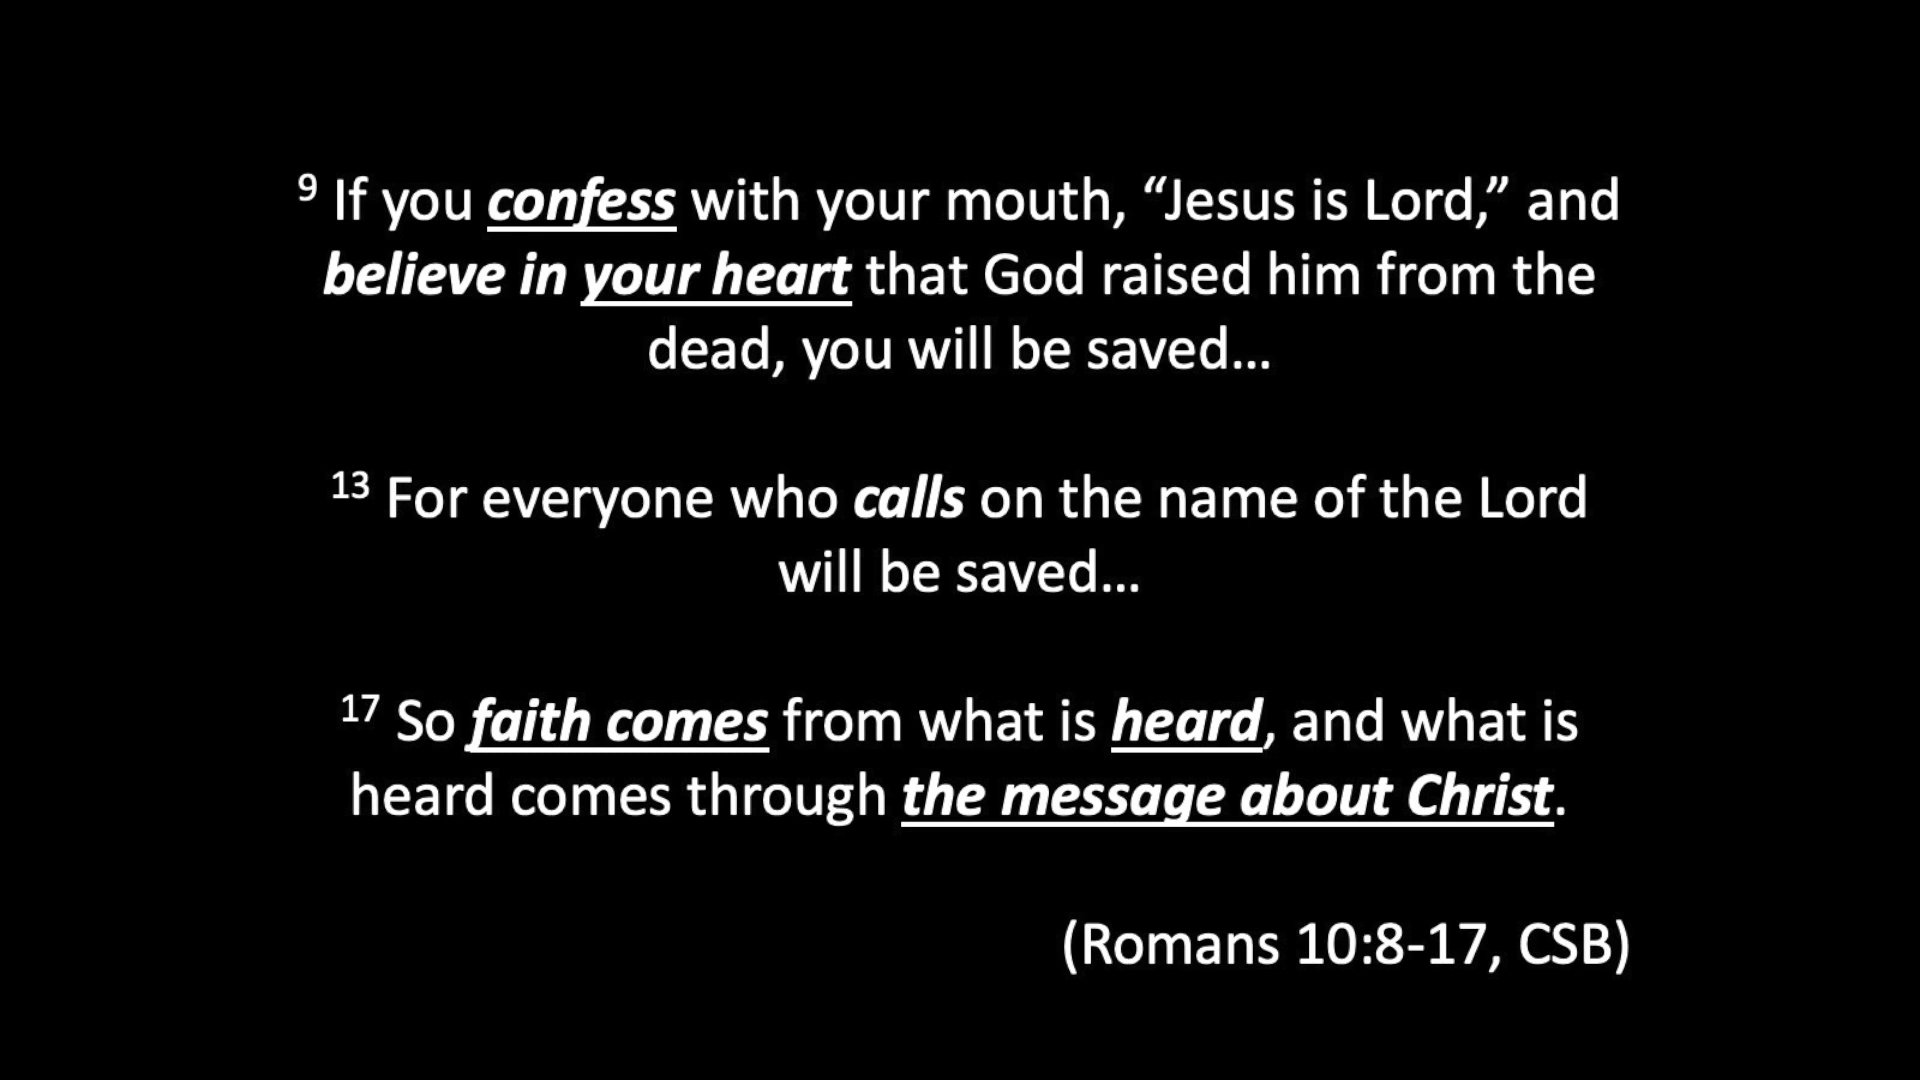 ⁹ If you confess with your mouth, “Jesus is Lord,” and
believe in your heart that God raised him from the
dead, you will be saved…
¹³ For everyone who calls on the name of the Lord
will be saved…
¹⁷ So faith comes from what is heard, and what is
heard comes through the message about Christ.
(Romans 10:8-17, CSB)